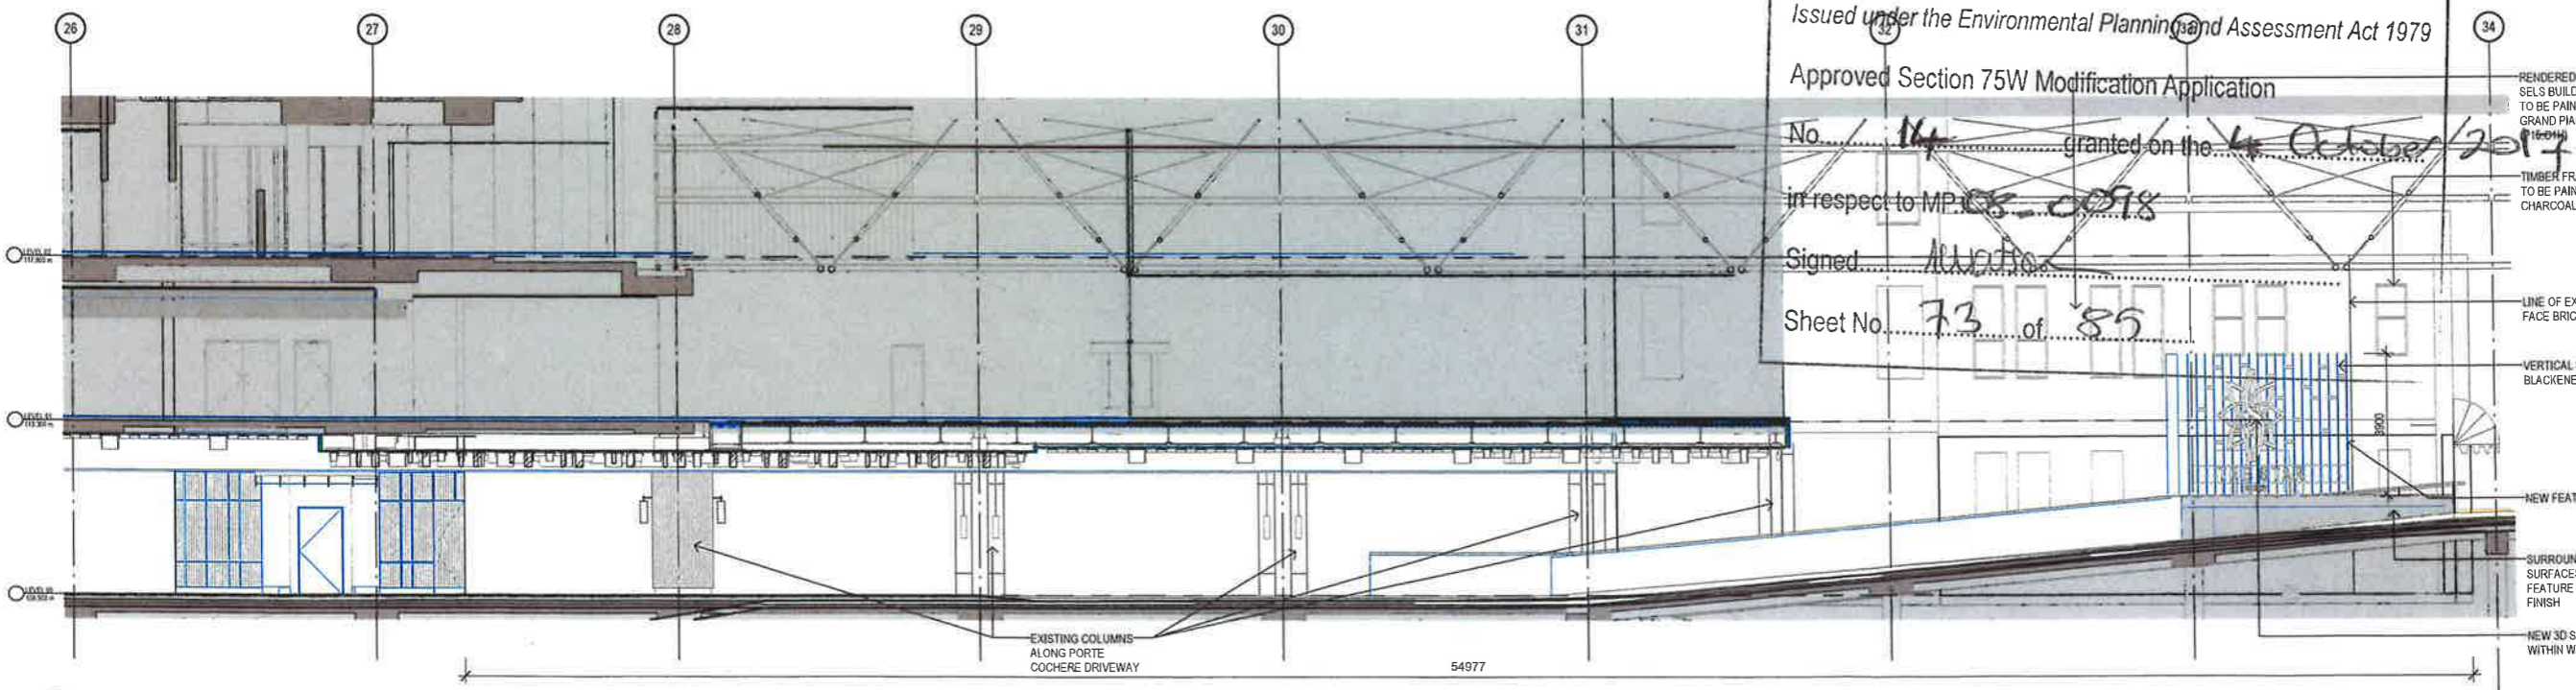 26
27
28
29
30
31
32
33
34
Issued under the Environmental Planning and Assessment Act 1979
Approved Section 75W Modification Application
No. 14 granted on the 4 October 2017
in respect to MP 08_0098
Signed
Sheet No. 73 of 85
RENDERED
SELS BUILD
TO BE PAIN
GRAND PIA
TIMBER FR
TO BE PAIN
CHARCOAL
LINE OF EX
FACE BRIC
VERTICAL
BLACKENE
3900
NEW FEAT
SURROUN
SURFACES
FEATURE
FINISH
NEW 3D S
WITHIN W
EXISTING COLUMNS
ALONG PORTE
COCHERE DRIVEWAY
54977